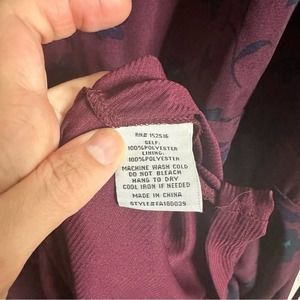 RN# 152516
SELF:
100%POLYESTER
LINING:
100%POLYESTER
MACHINE WASH COLD
DO NOT BLEACH
HANG TO DRY
COOL IRON IF NEEDED
MADE IN CHINA
STYLE#FA180039